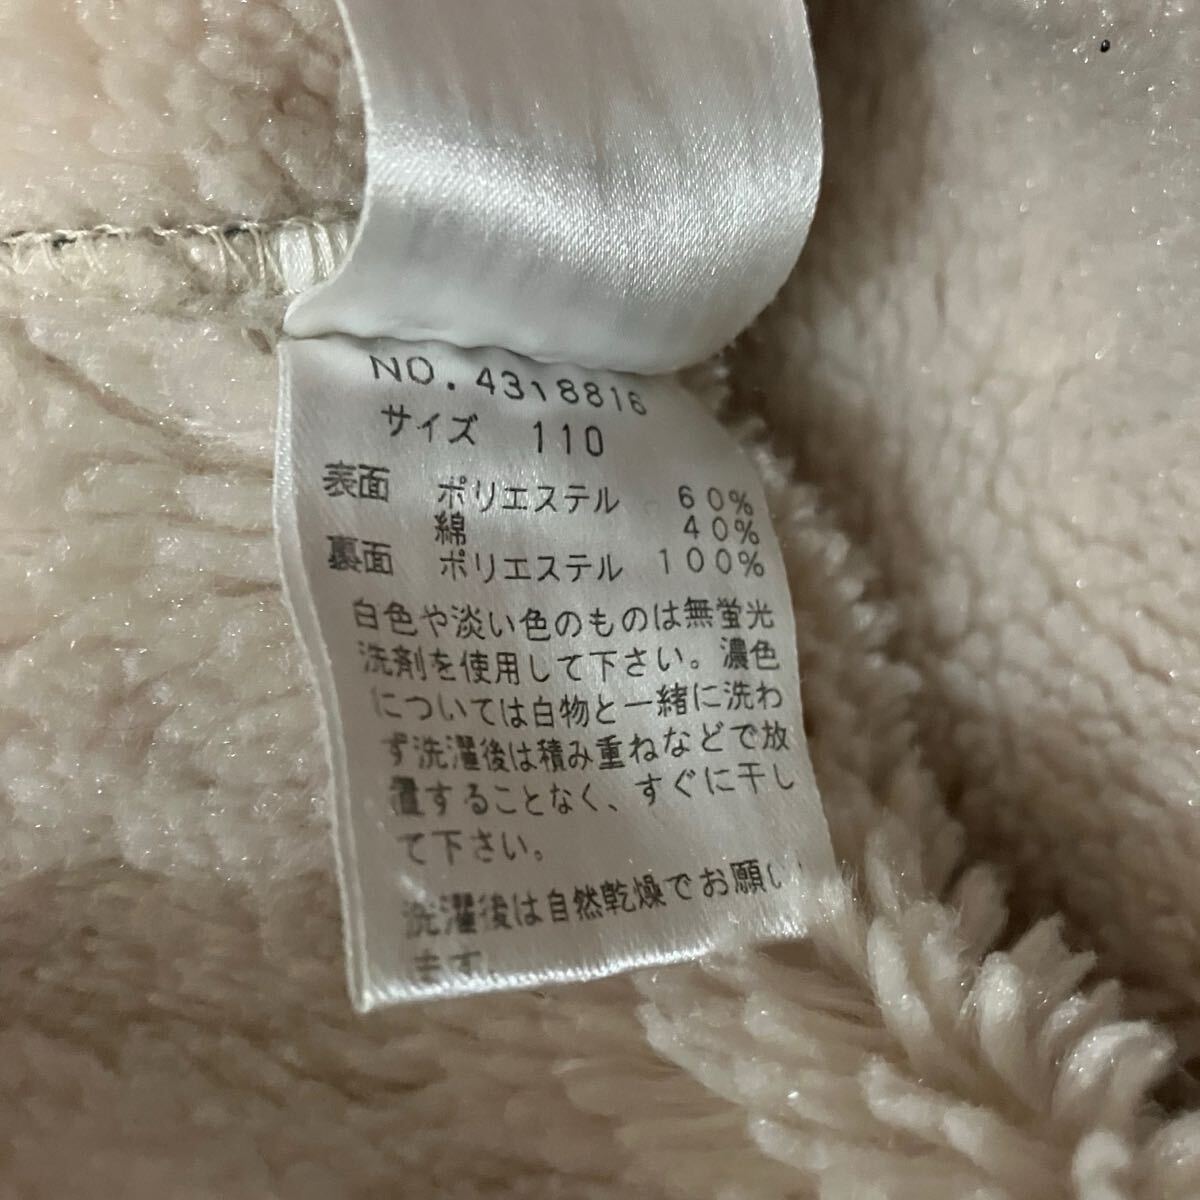 NO. 4318816
サイズ 110
表面 ポリエステル 60%
綿 40%
裏面 ポリエステル 100%
白色や淡い色のものは無蛍光
洗剤を使用して下さい。濃色
については白物と一緒に洗わ
ず洗濯後は積み重ねなどで放
置することなく、すぐに干し
て下さい。
洗濯後は自然乾燥でお願いし
ます。